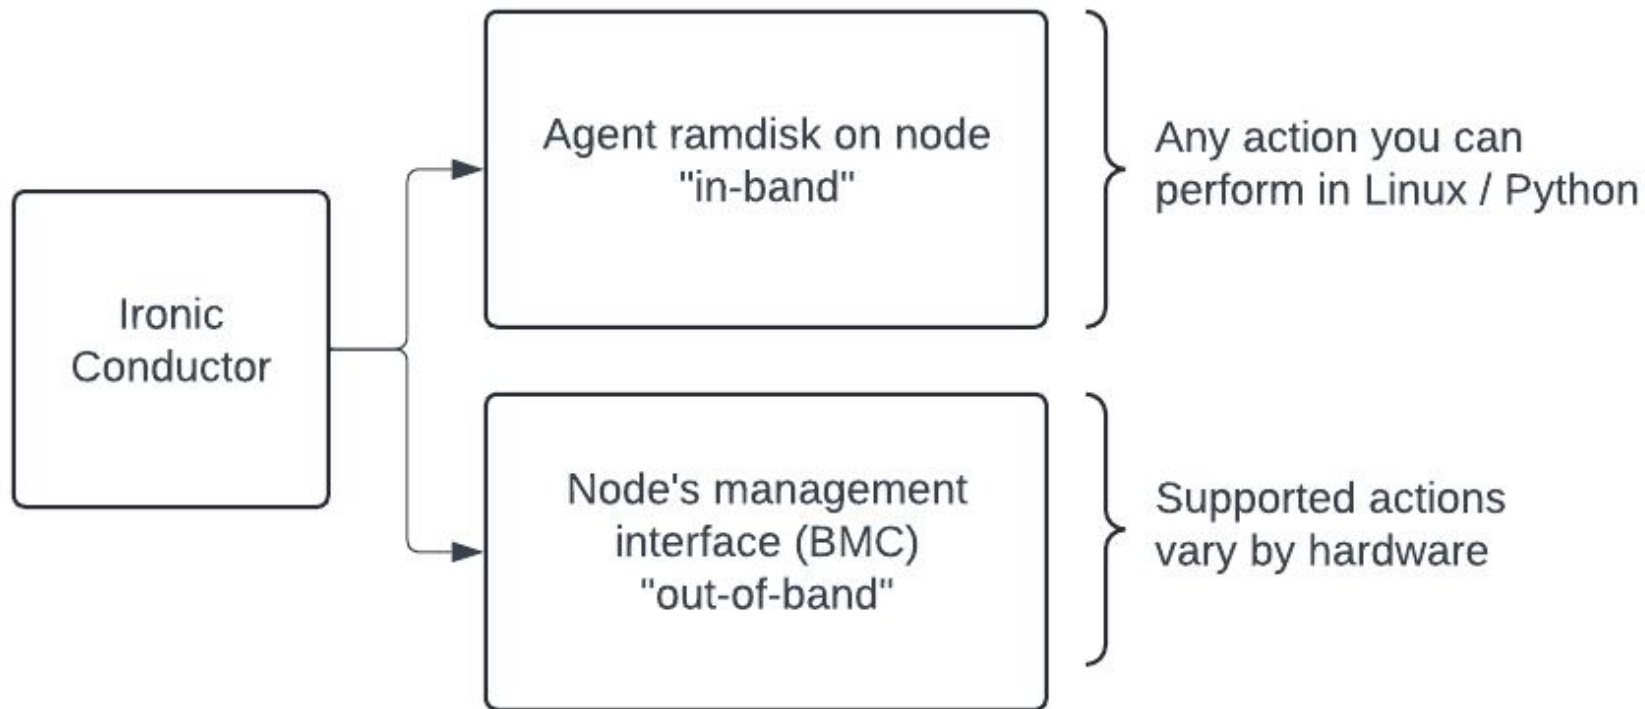 Ironic
Conductor
Agent ramdisk on node
"in-band"
Any action you can
perform in Linux / Python
Node's management
interface (BMC)
"out-of-band"
Supported actions
vary by hardware